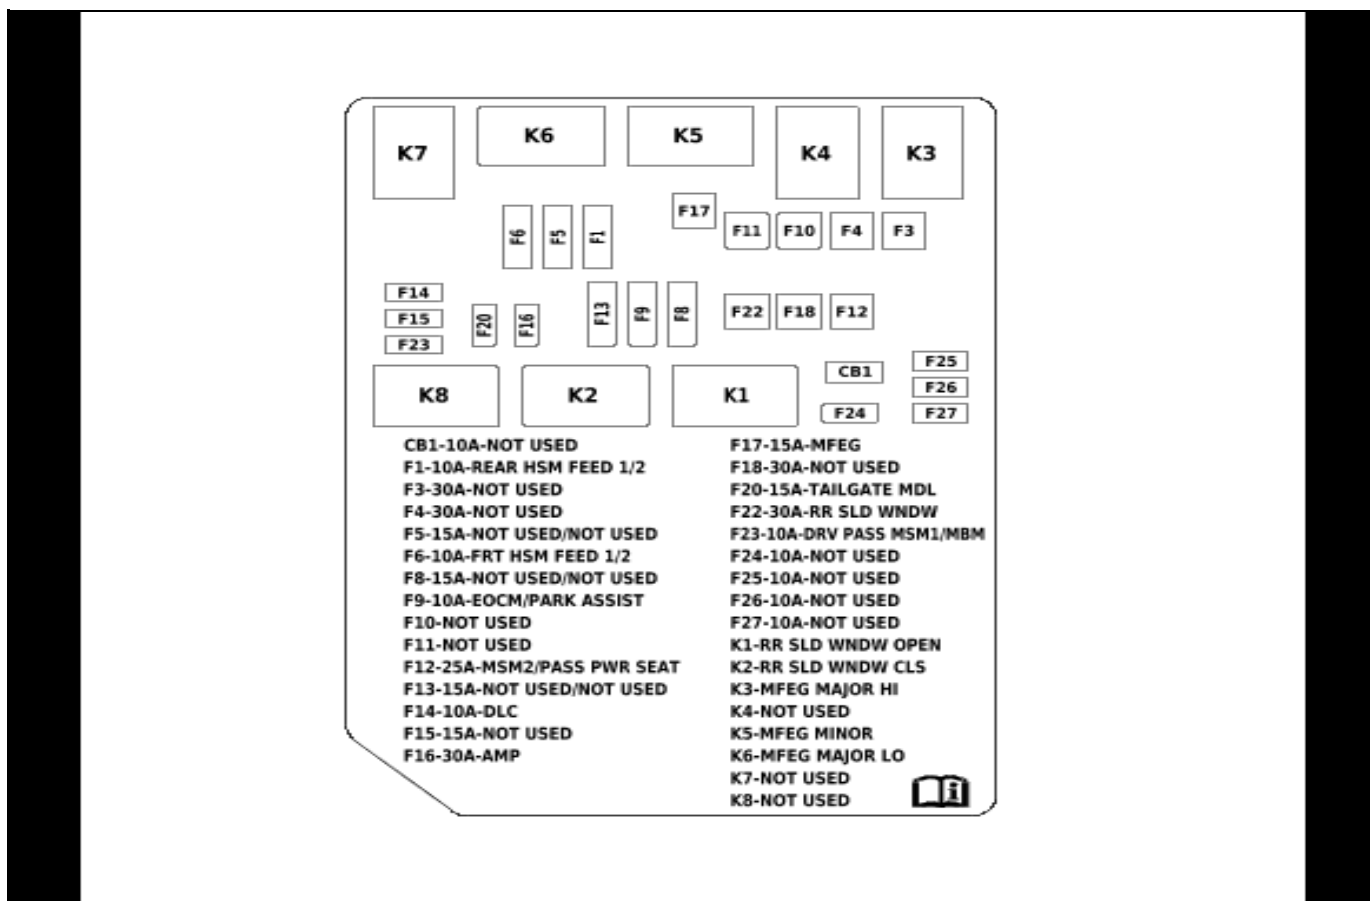 K7
K6
K5
K4
K3
F17
F6
F5
F1
F11
F10
F4
F3
F14
F15
F23
F20
F16
F13
F9
F8
F22
F18
F12
CB1
F25
F26
F24
F27
K8
K2
K1
CB1-10A-NOT USED
F1-10A-REAR HSM FEED 1/2
F3-30A-NOT USED
F4-30A-NOT USED
F5-15A-NOT USED/NOT USED
F6-10A-FRT HSM FEED 1/2
F8-15A-NOT USED/NOT USED
F9-10A-EOCM/PARK ASSIST
F10-NOT USED
F11-NOT USED
F12-25A-MSM2/PASS PWR SEAT
F13-15A-NOT USED/NOT USED
F14-10A-DLC
F15-15A-NOT USED
F16-30A-AMP
F17-15A-MFEG
F18-30A-NOT USED
F20-15A-TAILGATE MDL
F22-30A-RR SLD WNDW
F23-10A-DRV PASS MSM1/MBM
F24-10A-NOT USED
F25-10A-NOT USED
F26-10A-NOT USED
F27-10A-NOT USED
K1-RR SLD WNDW OPEN
K2-RR SLD WNDW CLS
K3-MFEG MAJOR HI
K4-NOT USED
K5-MFEG MINOR
K6-MFEG MAJOR LO
K7-NOT USED
K8-NOT USED
i